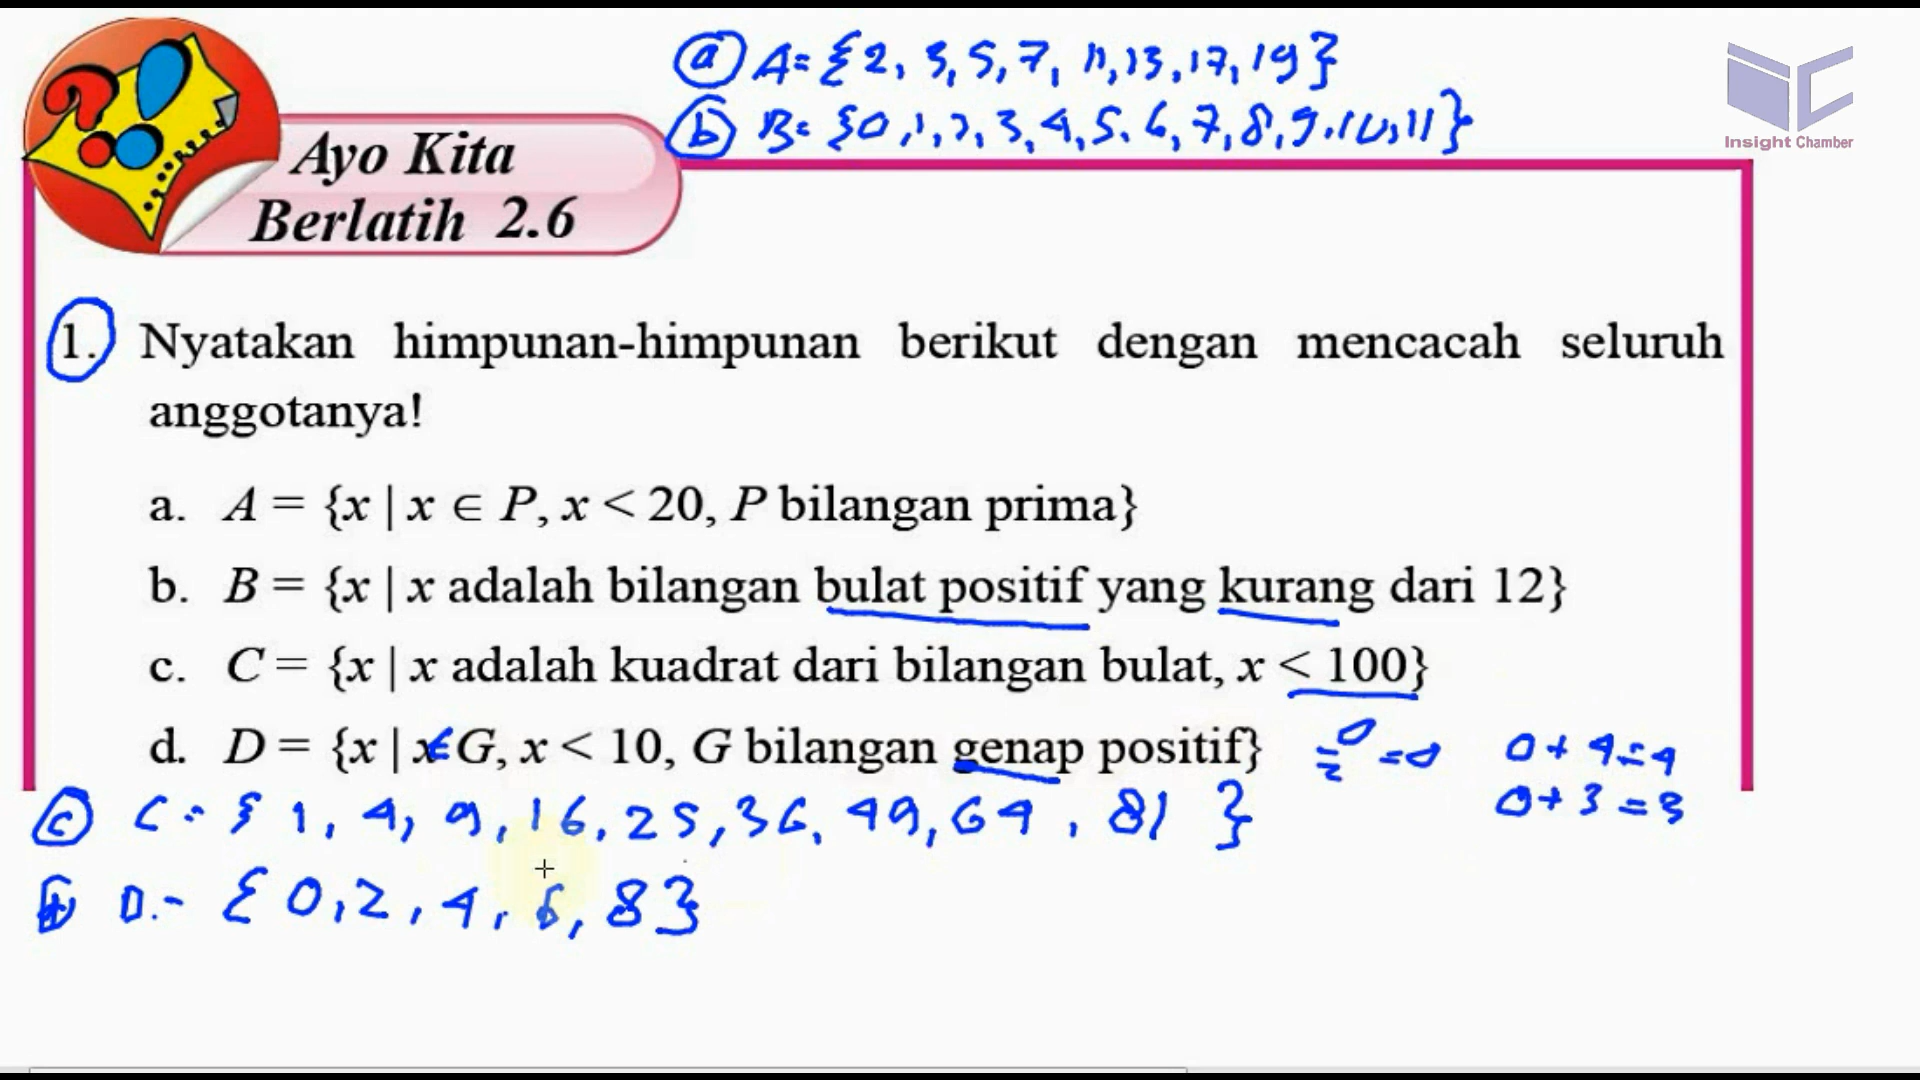 ⓐ A = {2, 3, 5, 7, 11, 13, 17, 19}
ⓑ B = {0, 1, 2, 3, 4, 5, 6, 7, 8, 9, 10, 11}
Insight Chamber
Ayo Kita
Berlatih 2.6
1. Nyatakan himpunan-himpunan berikut dengan mencacah seluruh
anggotanya!
a. A = {x | x ∈ P, x < 20, P bilangan prima}
b. B = {x | x adalah bilangan bulat positif yang kurang dari 12}
c. C = {x | x adalah kuadrat dari bilangan bulat, x < 100}
d. D = {x | x ∈ G, x < 10, G bilangan genap positif}
0/2 = 0
0 + 4 = 4
0 + 3 = 3
ⓒ C = {1, 4, 9, 16, 25, 36, 49, 64, 81}
D = {0, 2, 4, 6, 8}